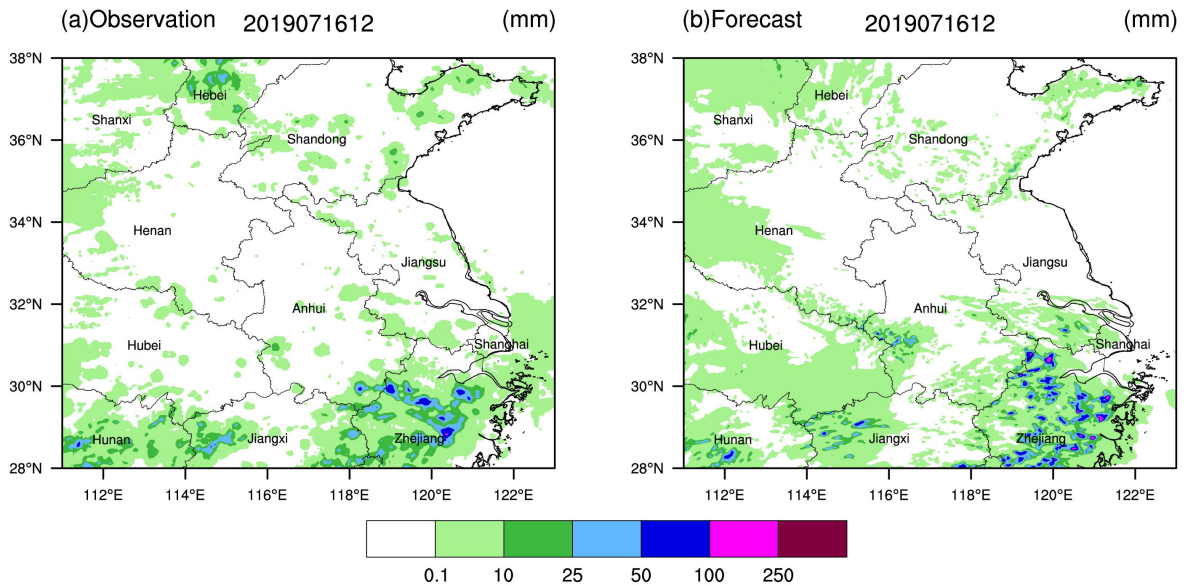 (a)Observation 2019071612 (mm)
(b)Forecast 2019071612 (mm)
38°N
36°N
34°N
32°N
30°N
28°N
112°E 114°E 116°E 118°E 120°E 122°E
Hebei
Shanxi
Shandong
Henan
Jiangsu
Anhui
Hubei
Shanghai
Hunan
Jiangxi
Zhejiang
38°N
36°N
34°N
32°N
30°N
28°N
112°E 114°E 116°E 118°E 120°E 122°E
Hebei
Shanxi
Shandong
Henan
Jiangsu
Anhui
Hubei
Shanghai
Hunan
Jiangxi
Zhejiang
0.1 10 25 50 100 250